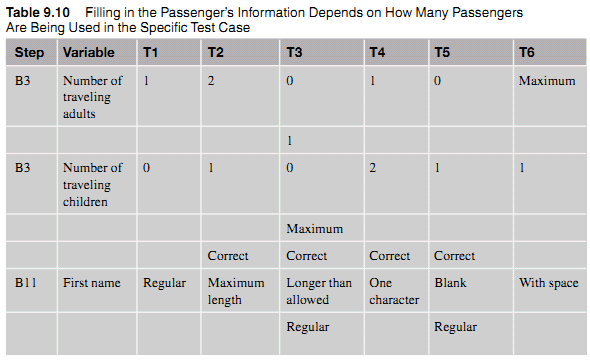 Table 9.10 Filling in the Passenger's Information Depends on How Many Passengers
Are Being Used in the Specific Test Case
Step Variable T1 T2 T3 T4 T5 T6
B3 Number of traveling adults 1 2 0 1 0 Maximum
1
B3 Number of traveling children 0 1 0 2 1 1
Maximum
Correct Correct Correct Correct
B11 First name Regular Maximum length Longer than allowed One character Blank With space
Regular Regular